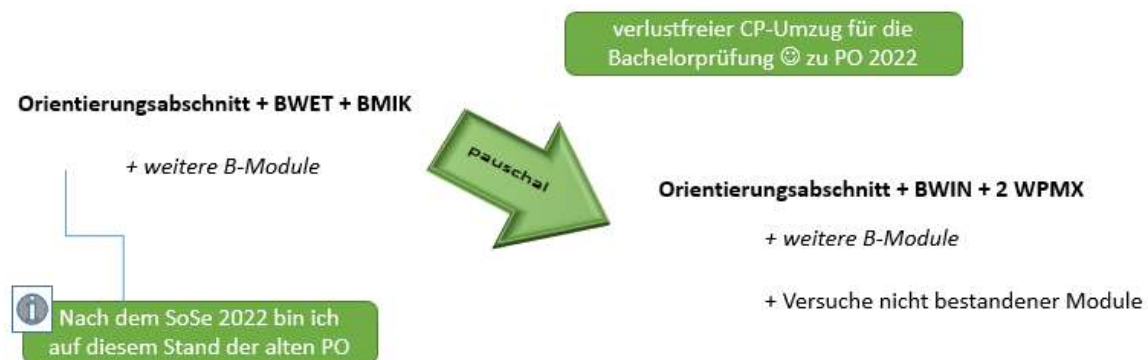 verlustfreier CP-Umzug für die
Bachelorprüfung ☺ zu PO 2022
Orientierungsabschnitt + BWET + BMIK
+ weitere B-Module
pauschal
Orientierungsabschnitt + BWIN + 2 WPMX
+ weitere B-Module
+ Versuche nicht bestandener Module
Nach dem SoSe 2022 bin ich
auf diesem Stand der alten PO